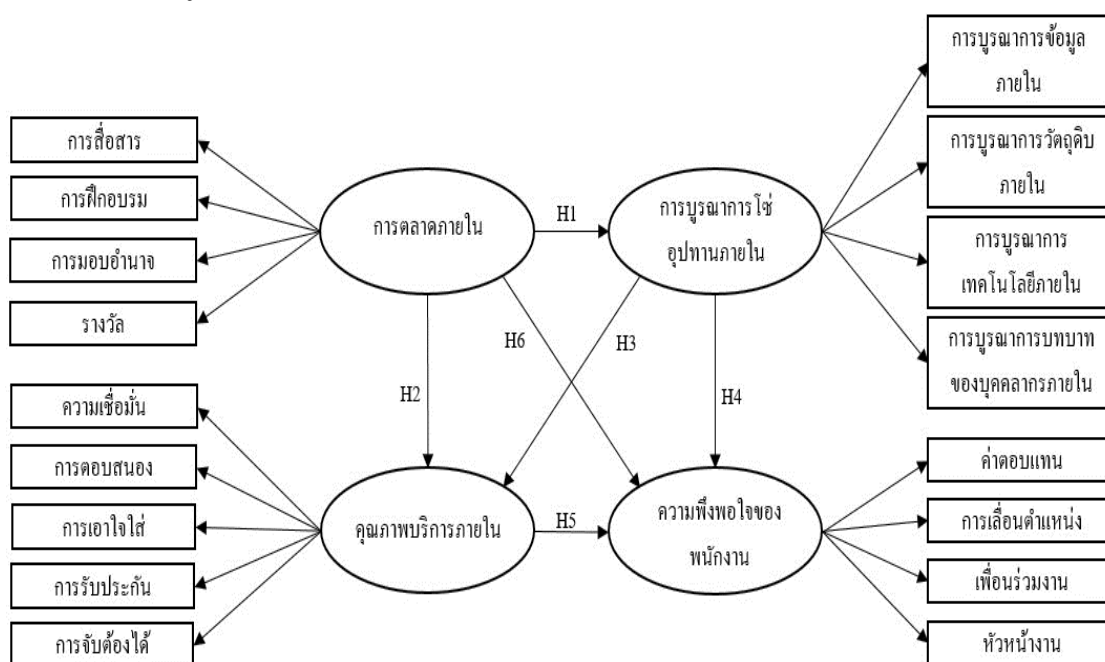 การบูรณาการข้อมูล
ภายใน
การสื่อสาร
การบูรณาการวัตถุดิบ
ภายใน
การฝึกอบรม
การมอบอำนาจ
รางวัล
การตลาดภายใน
H1
การบูรณาการโซ่
อุปทานภายใน
การบูรณาการ
เทคโนโลยีภายใน
การบูรณาการบทบาท
ของบุคคลากรภายใน
H6
H3
H2
H4
ความเชื่อมั่น
การตอบสนอง
การเอาใจใส่
การรับประกัน
การจับต้องได้
คุณภาพบริการภายใน
H5
ความพึงพอใจของ
พนักงาน
ค่าตอบแทน
การเลื่อนตำแหน่ง
เพื่อนร่วมงาน
หัวหน้างาน